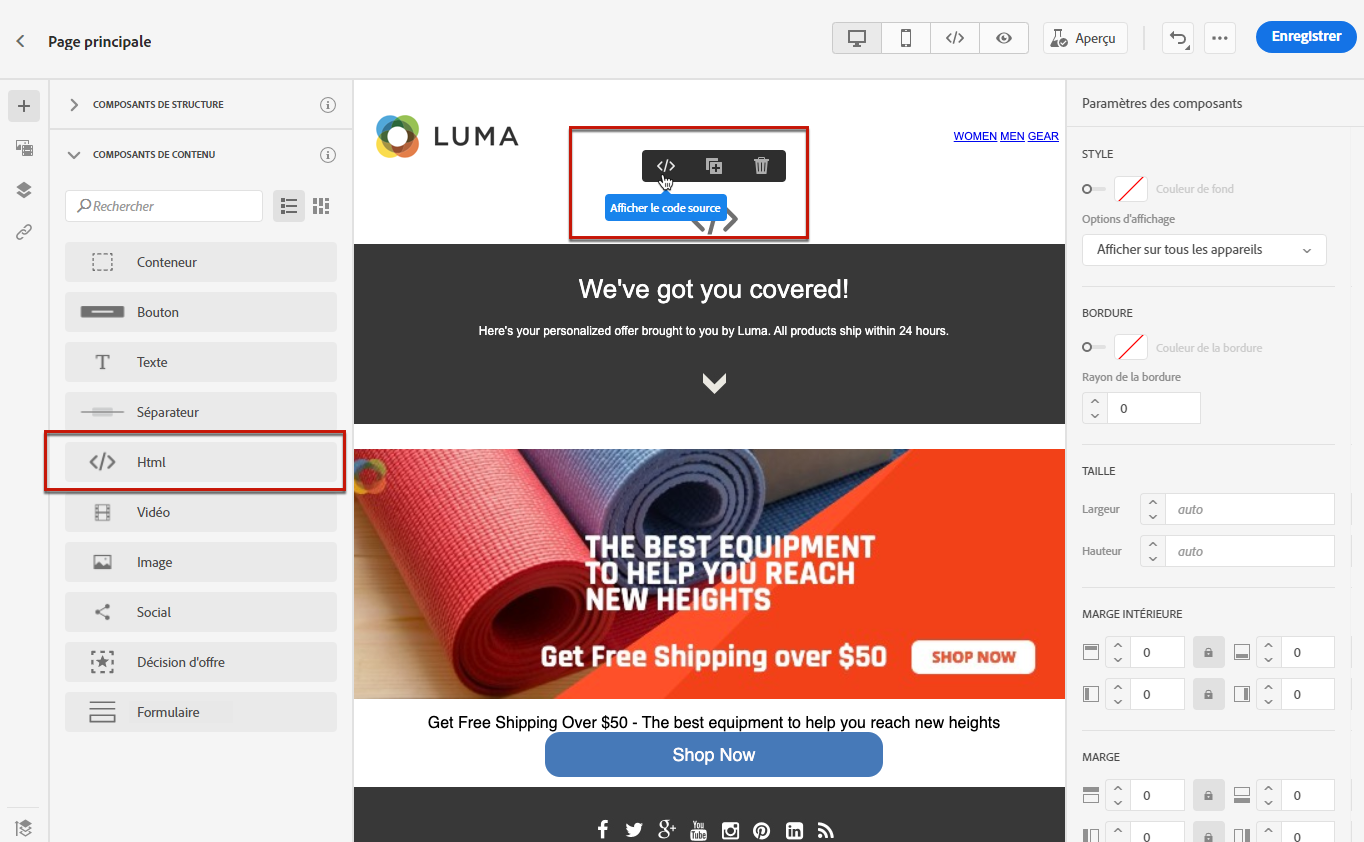 Page principale
Aperçu
Enregistrer
COMPOSANTS DE STRUCTURE
COMPOSANTS DE CONTENU
Rechercher
Conteneur
Bouton
Texte
Séparateur
Html
Vidéo
Image
Social
Décision d'offre
Formulaire
LUMA
WOMEN MEN GEAR
Afficher le code source
We've got you covered!
Here's your personalized offer brought to you by Luma. All products ship within 24 hours.
THE BEST EQUIPMENT
TO HELP YOU REACH
NEW HEIGHTS
Get Free Shipping over $50
SHOP NOW
Get Free Shipping Over $50 - The best equipment to help you reach new heights
Shop Now
You
Tube
Paramètres des composants
STYLE
Couleur de fond
Options d'affichage
Afficher sur tous les appareils
BORDURE
Couleur de la bordure
Rayon de la bordure
0
TAILLE
Largeur
auto
Hauteur
auto
MARGE INTÉRIEURE
0
0
0
0
MARGE
0
0
0
0